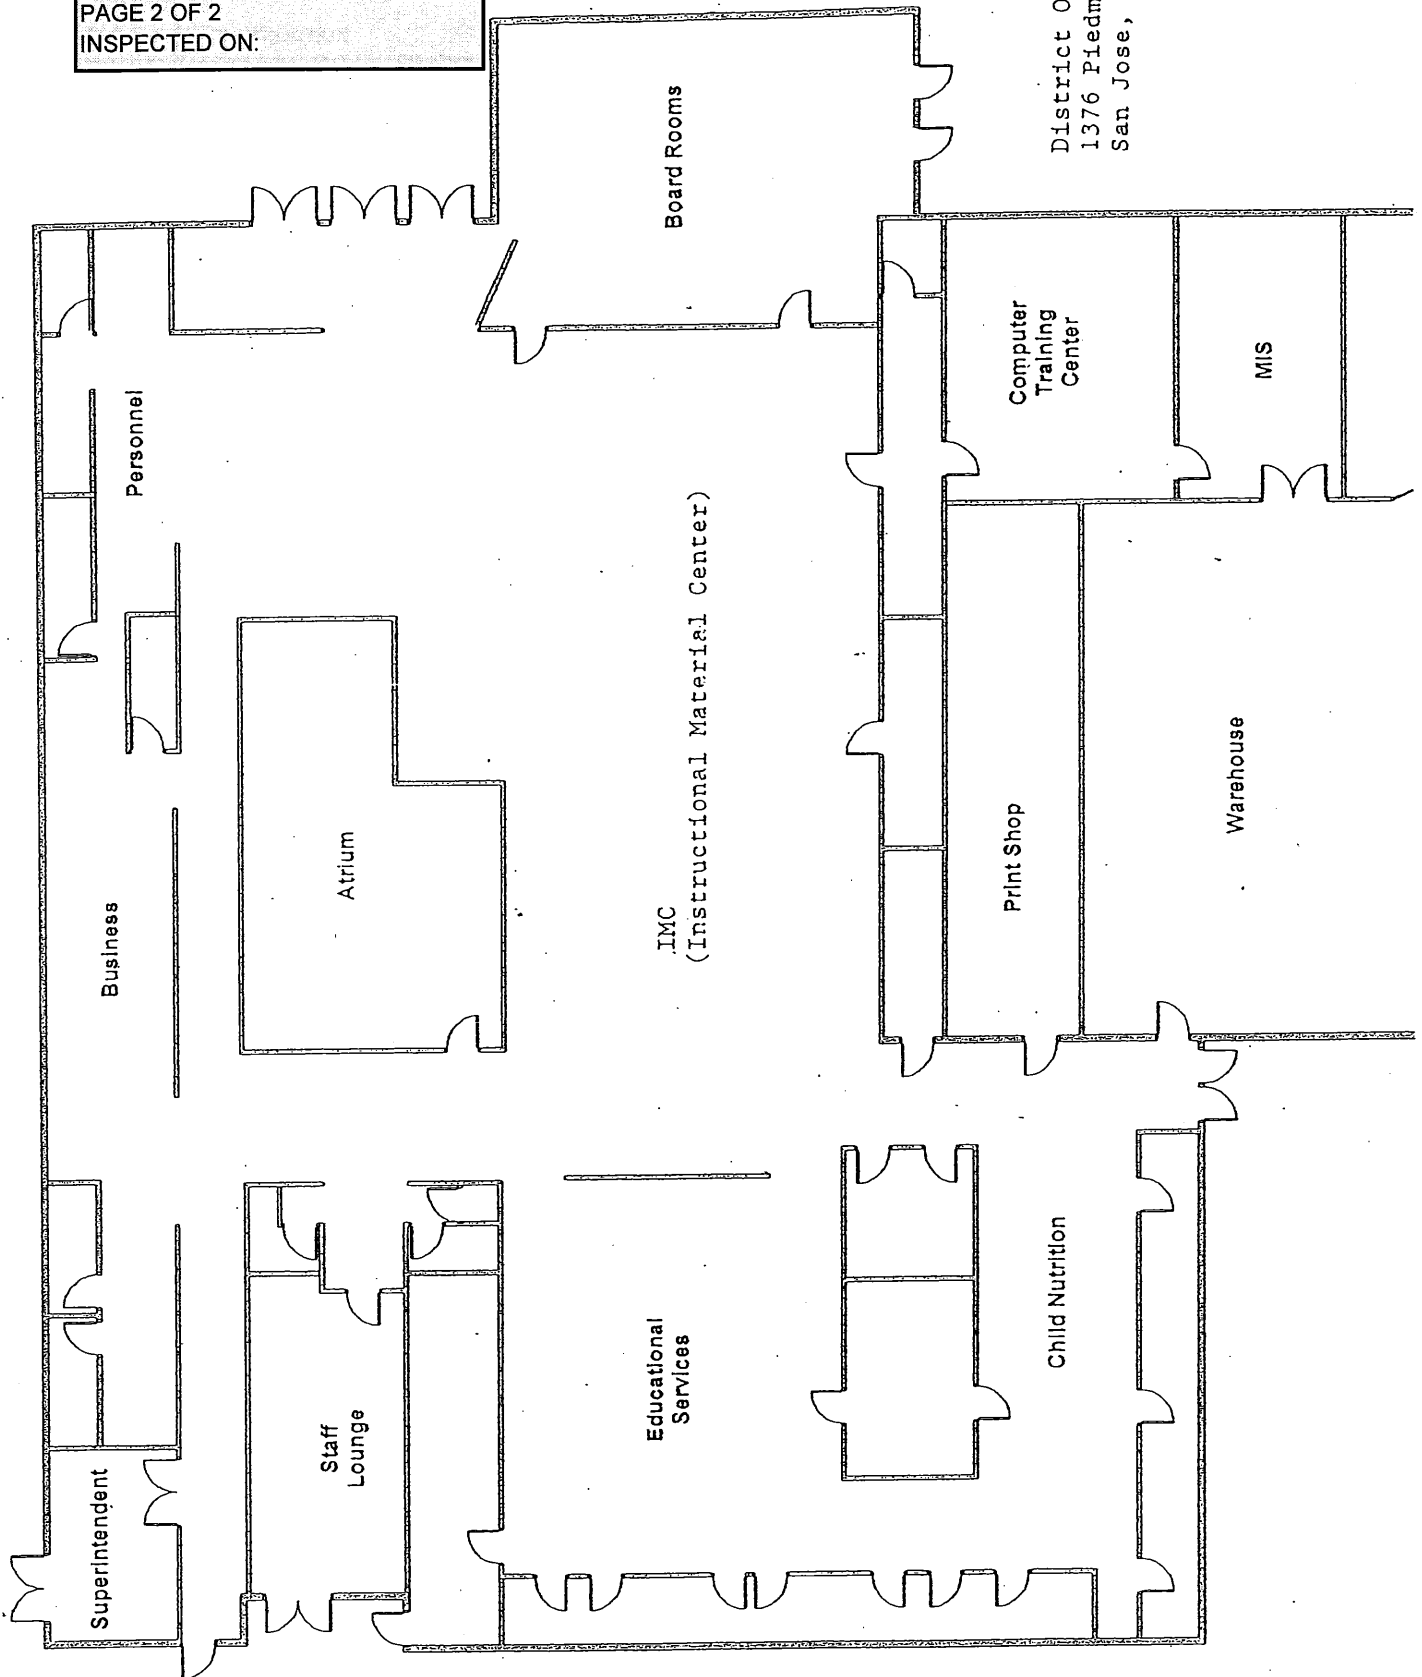 PAGE 2 OF 2
INSPECTED ON:
District O
1376 Piedm
San Jose,
Board Rooms
Personnel
Computer
Training
Center
MIS
IMC
(Instructional Material Center)
Atrium
Business
Print Shop
Warehouse
Superintendent
Staff
Lounge
Educational
Services
Child Nutrition